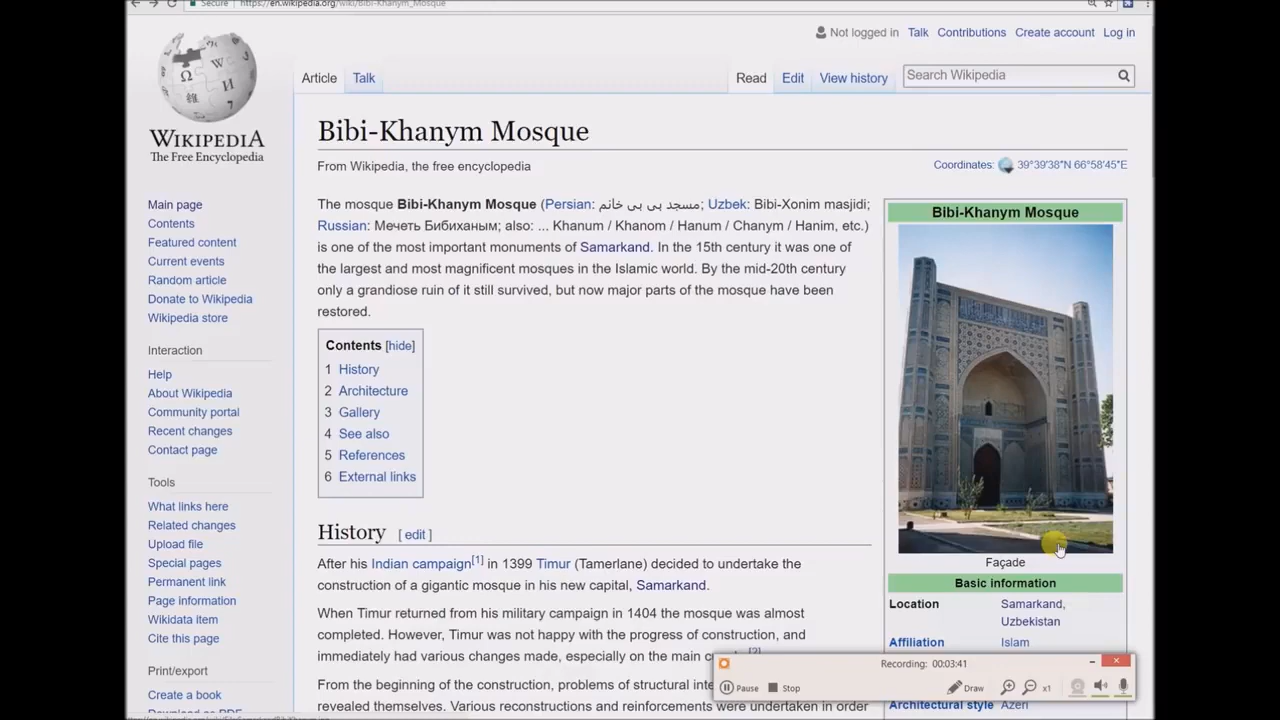 Secure https://en.wikipedia.org/wiki/Bibi-Khanym_Mosque
Not logged in Talk Contributions Create account Log in
Article Talk Read Edit View history Search Wikipedia
WIKIPEDIA
The Free Encyclopedia
Main page
Contents
Featured content
Current events
Random article
Donate to Wikipedia
Wikipedia store
Interaction
Help
About Wikipedia
Community portal
Recent changes
Contact page
Tools
What links here
Related changes
Upload file
Special pages
Permanent link
Page information
Wikidata item
Cite this page
Print/export
Create a book
Download as PDF
Bibi-Khanym Mosque
From Wikipedia, the free encyclopedia
Coordinates: 39°39′38″N 66°58′45″E
The mosque Bibi-Khanym Mosque (Persian: مسجد بی بی خانم; Uzbek: Bibi-Xonim masjidi;
Russian: Мечеть Бибиханым; also: ... Khanum / Khanom / Hanum / Chanym / Hanim, etc.)
is one of the most important monuments of Samarkand. In the 15th century it was one of
the largest and most magnificent mosques in the Islamic world. By the mid-20th century
only a grandiose ruin of it still survived, but now major parts of the mosque have been
restored.
Contents [hide]
1 History
2 Architecture
3 Gallery
4 See also
5 References
6 External links
History [ edit ]
After his Indian campaign[1] in 1399 Timur (Tamerlane) decided to undertake the
construction of a gigantic mosque in his new capital, Samarkand.
When Timur returned from his military campaign in 1404 the mosque was almost
completed. However, Timur was not happy with the progress of construction, and
immediately had various changes made, especially on the main [2]
From the beginning of the construction, problems of structural
revealed themselves. Various reconstructions and reinforcements were undertaken in order
Bibi-Khanym Mosque
Façade
Basic information
Location Samarkand,
Uzbekistan
Affiliation Islam
Architectural style Azeri
Recording: 00:03:41
Pause Stop Draw x1